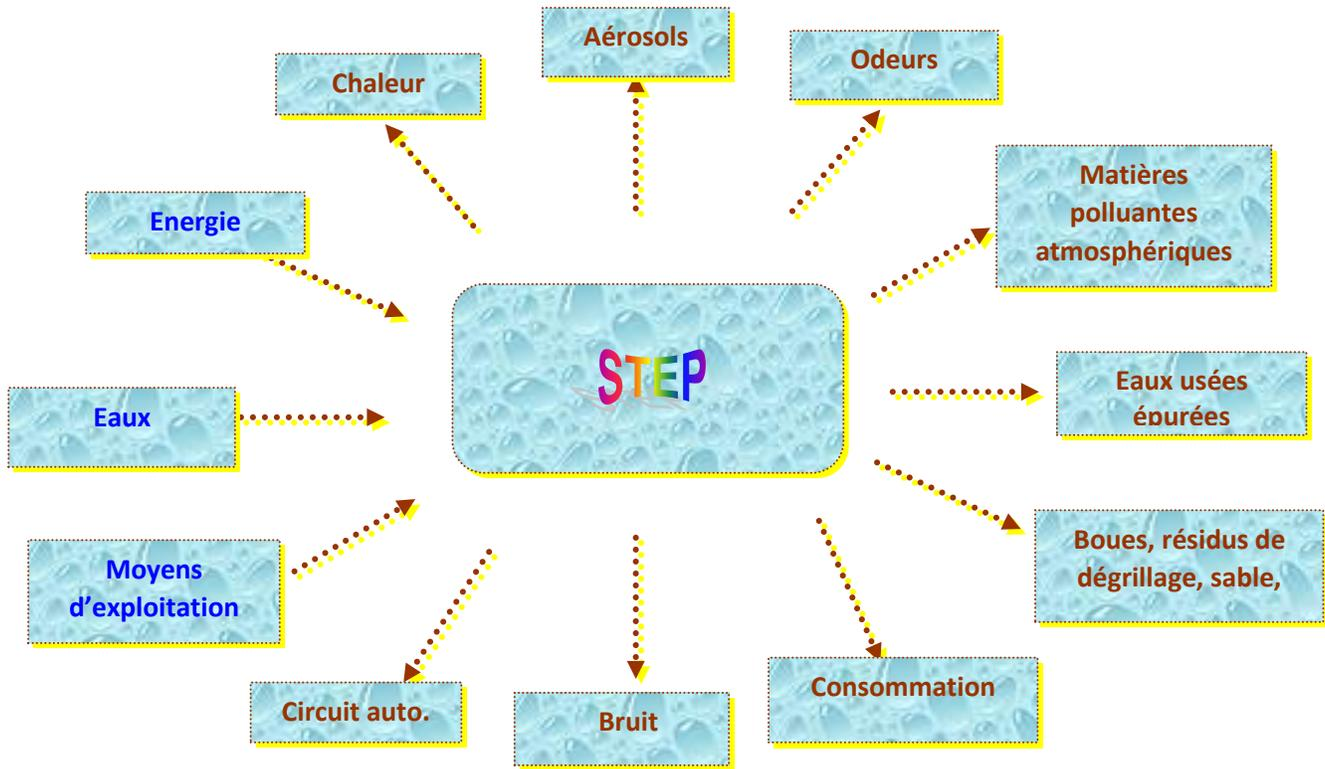 Aérosols
Odeurs
Chaleur
Matières
polluantes
atmosphériques
Energie
STEP
Eaux usées
épurées
Eaux
Boues, résidus de
dégrillage, sable,
Moyens
d'exploitation
Consommation
Circuit auto.
Bruit